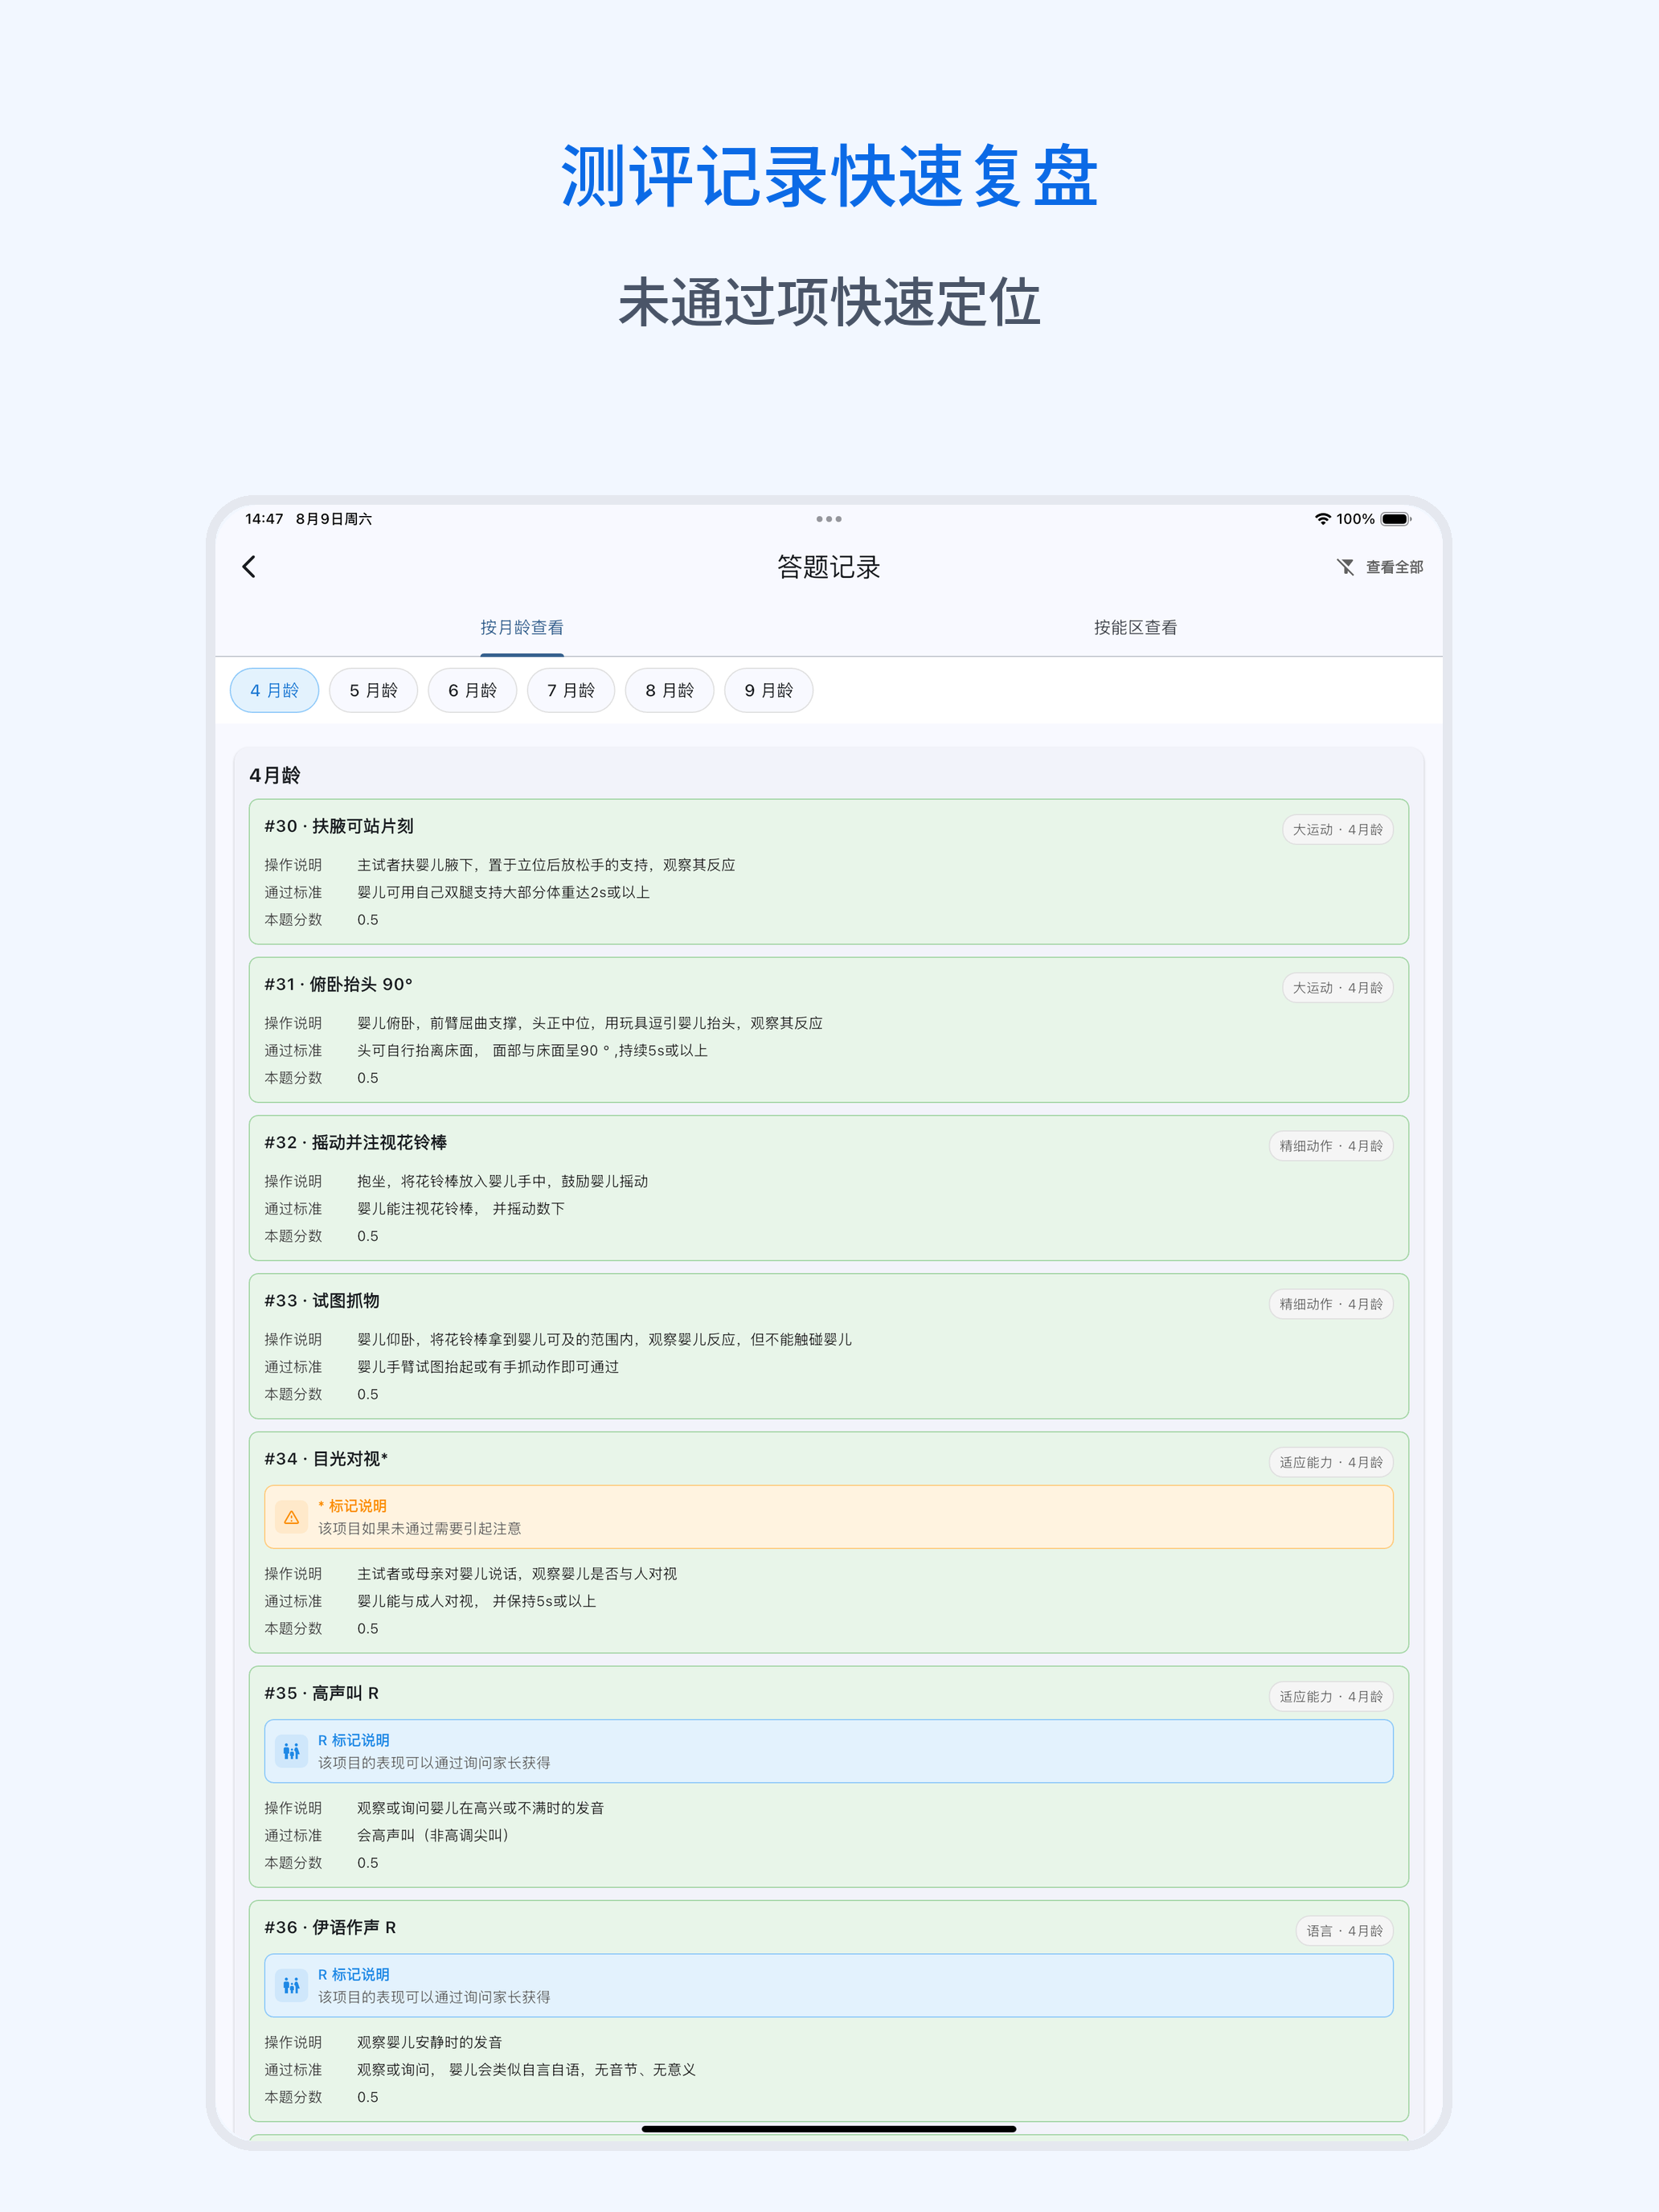 测评记录快速复盘
未通过项快速定位
14:47 8月9日周六
100%
答题记录
查看全部
按月龄查看
按能区查看
4 月龄
5 月龄
6 月龄
7 月龄
8 月龄
9 月龄
4月龄
#30 · 扶腋可站片刻
大运动 · 4月龄
操作说明 主试者扶婴儿腋下，置于立位后放松手的支持，观察其反应
通过标准 婴儿可用自己双腿支持大部分体重达2s或以上
本题分数 0.5
#31 · 俯卧抬头 90°
大运动 · 4月龄
操作说明 婴儿俯卧，前臂屈曲支撑，头正中位，用玩具逗引婴儿抬头，观察其反应
通过标准 头可自行抬离床面， 面部与床面呈90 ° ,持续5s或以上
本题分数 0.5
#32 · 摇动并注视花铃棒
精细动作 · 4月龄
操作说明 抱坐，将花铃棒放入婴儿手中，鼓励婴儿摇动
通过标准 婴儿能注视花铃棒， 并摇动数下
本题分数 0.5
#33 · 试图抓物
精细动作 · 4月龄
操作说明 婴儿仰卧，将花铃棒拿到婴儿可及的范围内，观察婴儿反应，但不能触碰婴儿
通过标准 婴儿手臂试图抬起或有手抓动作即可通过
本题分数 0.5
#34 · 目光对视*
适应能力 · 4月龄
* 标记说明
该项目如果未通过需要引起注意
操作说明 主试者或母亲对婴儿说话，观察婴儿是否与人对视
通过标准 婴儿能与成人对视， 并保持5s或以上
本题分数 0.5
#35 · 高声叫 R
适应能力 · 4月龄
R 标记说明
该项目的表现可以通过询问家长获得
操作说明 观察或询问婴儿在高兴或不满时的发音
通过标准 会高声叫（非高调尖叫）
本题分数 0.5
#36 · 伊语作声 R
语言 · 4月龄
R 标记说明
该项目的表现可以通过询问家长获得
操作说明 观察婴儿安静时的发音
通过标准 观察或询问， 婴儿会类似自言自语，无音节、无意义
本题分数 0.5